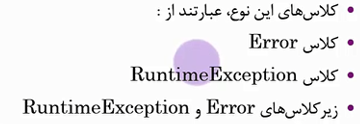 • کلاس‌های این نوع، عبارتند از :
• کلاس Error
• کلاس RuntimeException
• زیرکلاس‌های Error و RuntimeException